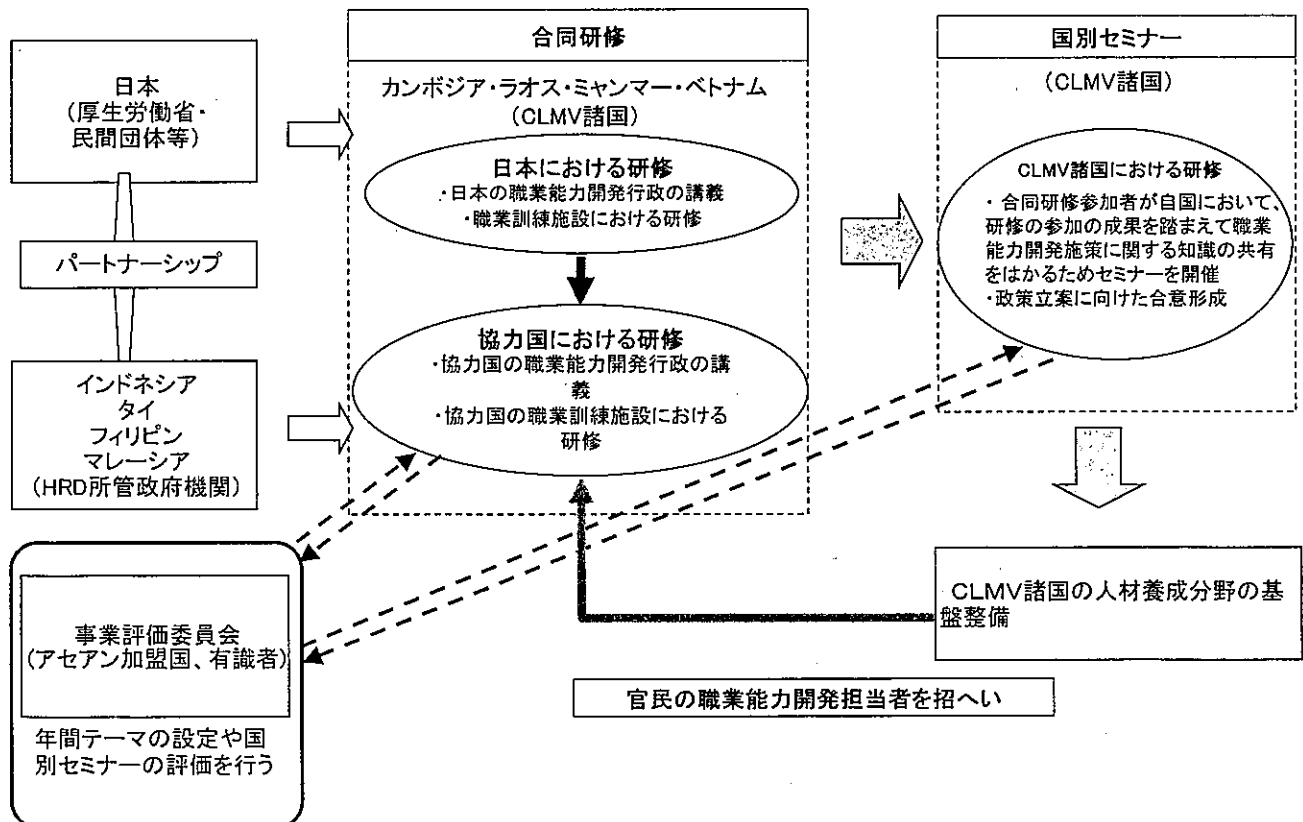 日本
(厚生労働省・
民間団体等)
パートナーシップ
インドネシア
タイ
フィリピン
マレーシア
(HRD所管政府機関)
事業評価委員会
(アセアン加盟国、有識者)
年間テーマの設定や国
別セミナーの評価を行う
合同研修
カンボジア・ラオス・ミャンマー・ベトナム
(CLMV諸国)
日本における研修
・日本の職業能力開発行政の講義
・職業訓練施設における研修
協力国における研修
・協力国の職業能力開発行政の講
義
・協力国の職業訓練施設における
研修
国別セミナー
(CLMV諸国)
CLMV諸国における研修
・合同研修参加者が自国において、
研修の参加の成果を踏まえて職業
能力開発施策に関する知識の共有
をはかるためセミナーを開催
・政策立案に向けた合意形成
CLMV諸国の人材養成分野の基
盤整備
官民の職業能力開発担当者を招へい